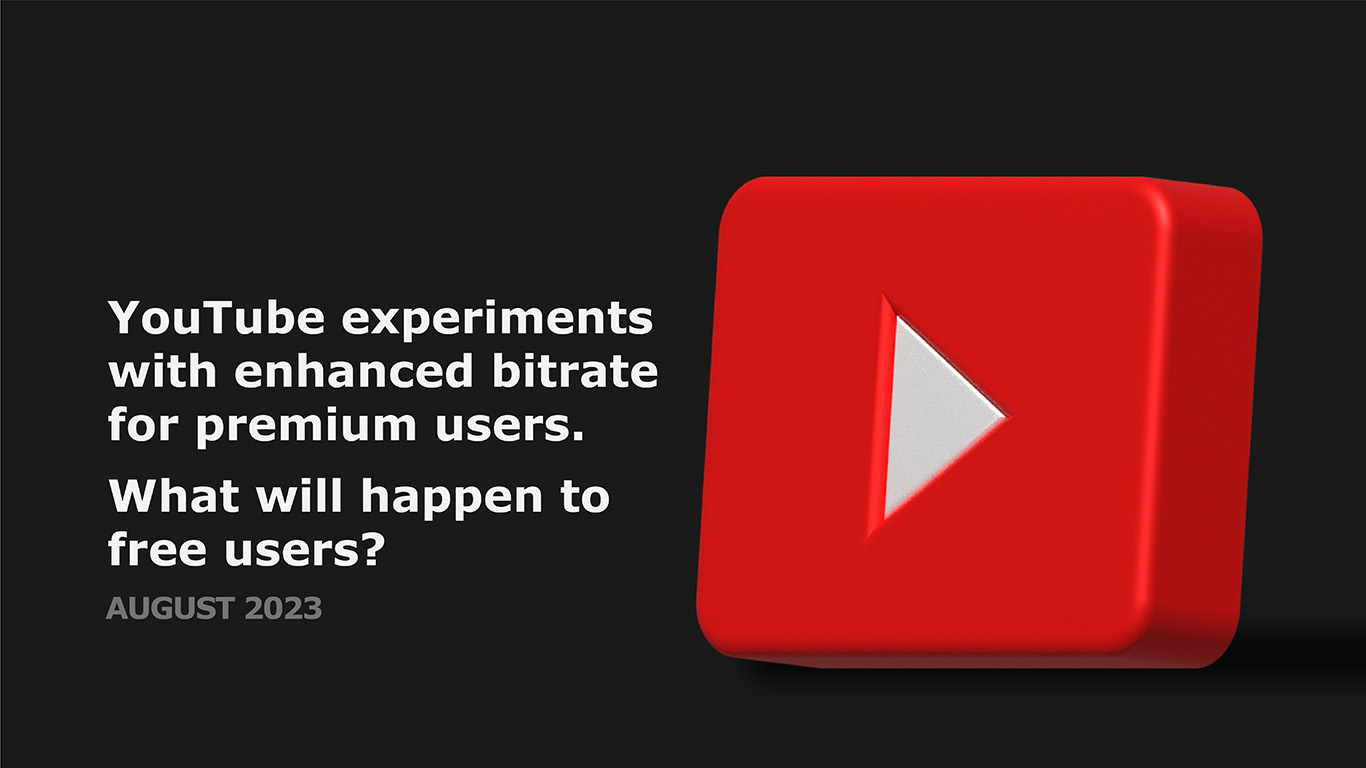 YouTube experiments
with enhanced bitrate
for premium users.
What will happen to
free users?
AUGUST 2023